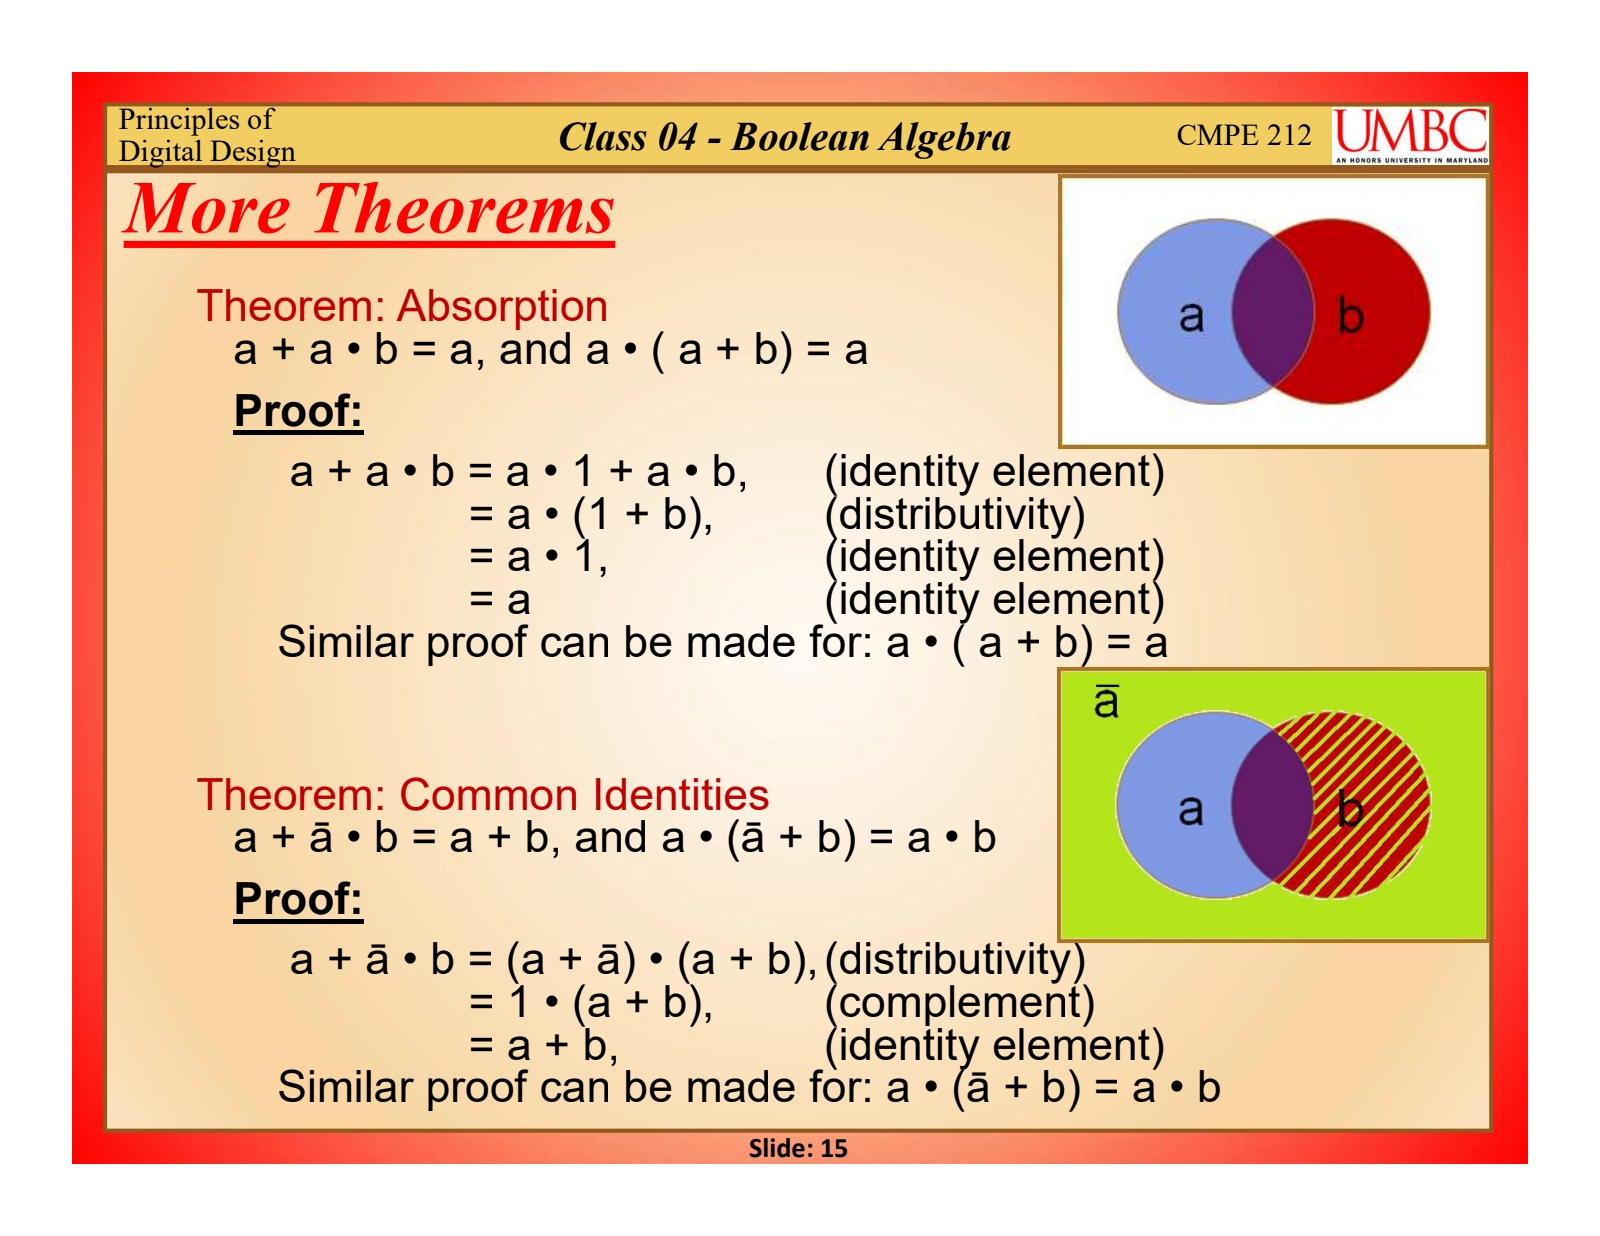 Principles of
Digital Design
Class 04 - Boolean Algebra
CMPE 212
UMBC
AN HONORS UNIVERSITY IN MARYLAND
More Theorems
a
b
Theorem: Absorption
a + a • b = a, and a • ( a + b) = a
Proof:
a + a • b = a • 1 + a • b, (identity element)
= a • (1 + b), (distributivity)
= a • 1, (identity element)
= a (identity element)
Similar proof can be made for: a • ( a + b) = a
ā
a
b
Theorem: Common Identities
a + ā • b = a + b, and a • (ā + b) = a • b
Proof:
a + ā • b = (a + ā) • (a + b), (distributivity)
= 1 • (a + b), (complement)
= a + b, (identity element)
Similar proof can be made for: a • (ā + b) = a • b
Slide: 15